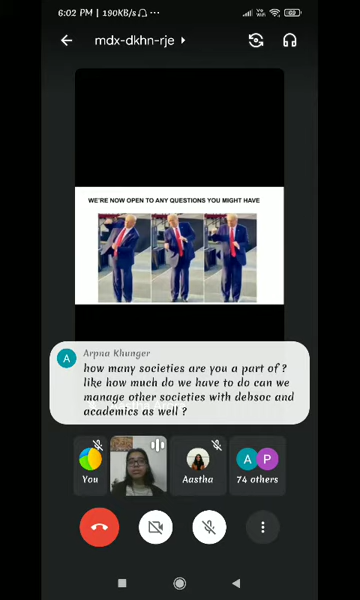 6:02 PM | 190KB/s
mdx-dkhn-rje
WE'RE NOW OPEN TO ANY QUESTIONS YOU MIGHT HAVE
A
Arpna Khunger
how many societies are you a part of ?
like how much do we have to do can we
manage other societies with debsoc and
academics as well ?
A P
You
Aastha
74 others